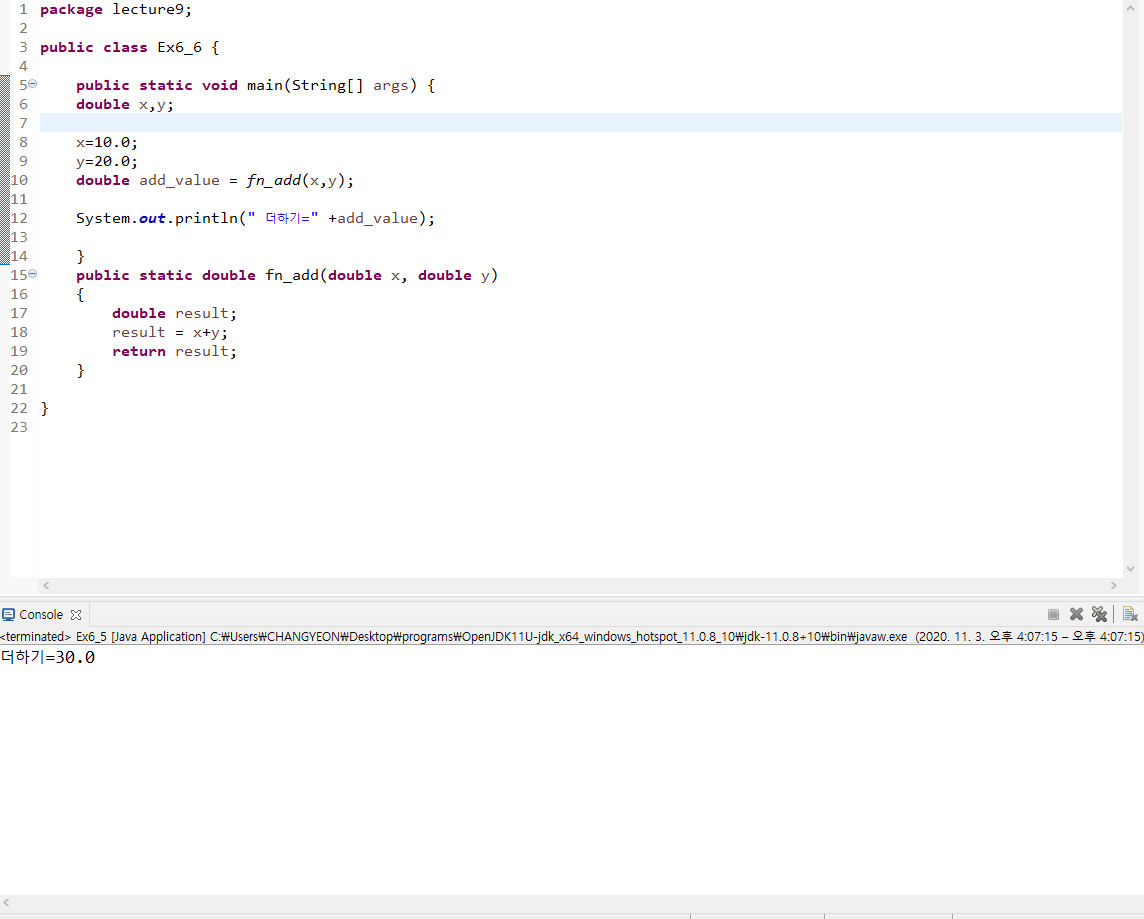 1 package lecture9;
2
3 public class Ex6_6 {
4
5 public static void main(String[] args) {
6 double x,y;
7
8 x=10.0;
9 y=20.0;
10 double add_value = fn_add(x,y);
11
12 System.out.println(" 더하기=" +add_value);
13
14 }
15 public static double fn_add(double x, double y)
16 {
17 double result;
18 result = x+y;
19 return result;
20 }
21
22 }
23
Console
<terminated> Ex6_5 [Java Application] C:₩Users₩CHANGYEON₩Desktop₩programs₩OpenJDK11U-jdk_x64_windows_hotspot_11.0.8_10₩jdk-11.0.8+10₩bin₩javaw.exe (2020. 11. 3. 오후 4:07:15 – 오후 4:07:15)
더하기=30.0